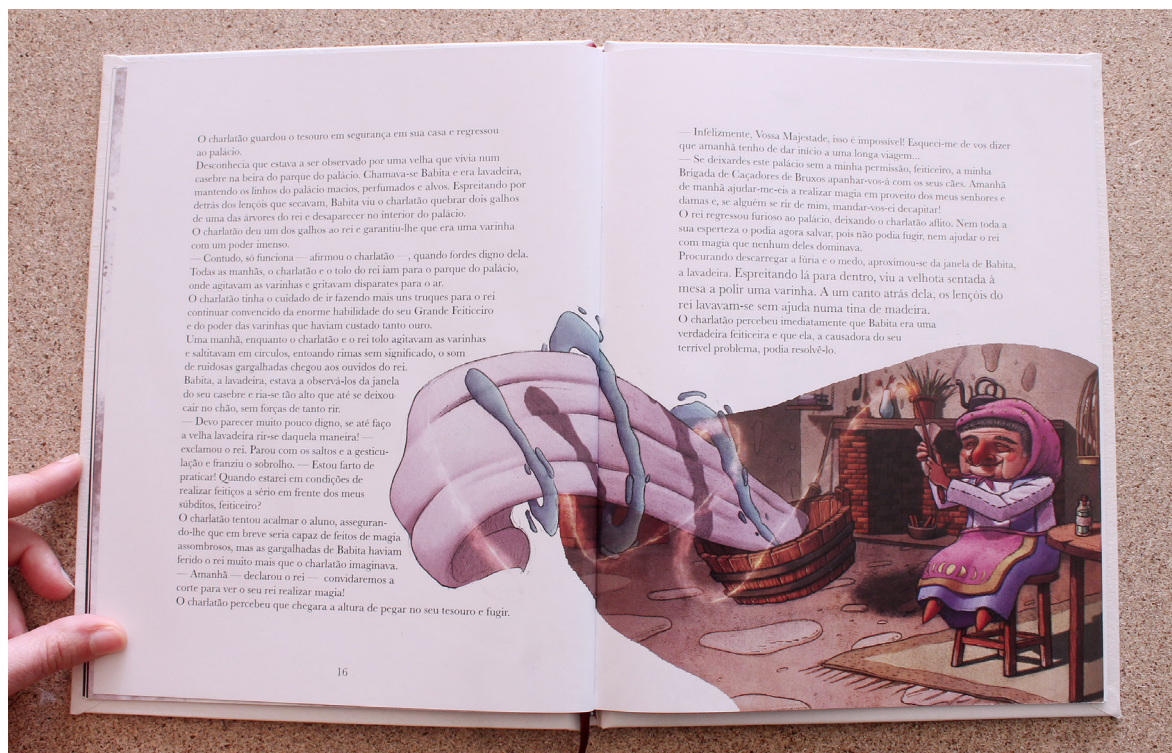 O charlatão guardou o tesouro em segurança em sua casa e regressou
ao palácio.
Desconhecia que estava a ser observado por uma velha que vivia num
casebre na beira do parque do palácio. Chamava-se Babita e era lavadeira,
mantendo os linhos do palácio macios, perfumados e alvos. Espreitando por
detrás dos lençóis que secavam, Babita viu o charlatão quebrar dois galhos
de uma das árvores do rei e desaparecer no interior do palácio.
O charlatão deu um dos galhos ao rei e garantiu-lhe que era uma varinha
com um poder imenso.
— Contudo, só funciona — afirmou o charlatão —, quando fordes digno dela.
Todas as manhãs, o charlatão e o tolo do rei iam para o parque do palácio,
onde agitavam as varinhas e gritavam disparates para o ar.
O charlatão tinha o cuidado de ir fazendo mais uns truques para o rei
continuar convencido da enorme habilidade do seu Grande Feiticeiro
e do poder das varinhas que haviam custado tanto ouro.
Uma manhã, enquanto o charlatão e o rei tolo agitavam as varinhas
e saltitavam em círculos, entoando rimas sem significado, o som
de ruidosas gargalhadas chegou aos ouvidos do rei.
Babita, a lavadeira, estava a observá-los da janela
do seu casebre e ria-se tão alto que até se deixou
cair no chão, sem forças de tanto rir.
— Devo parecer muito pouco digno, se até faço
a velha lavadeira rir-se daquela maneira! —
exclamou o rei. Parou com os saltos e a gesticu-
lação e franziu o sobrolho. — Estou farto de
praticar! Quando estarei em condições de
realizar feitiços a sério em frente dos meus
súbditos, feiticeiro?
O charlatão tentou acalmar o aluno, asseguran-
do-lhe que em breve seria capaz de feitos de magia
assombrosos, mas as gargalhadas de Babita haviam
ferido o rei muito mais que o charlatão imaginava.
— Amanhã — declarou o rei — convidaremos a
corte para ver o seu rei realizar magia!
O charlatão percebeu que chegara a altura de pegar no seu tesouro e fugir.
16
— Infelizmente, Vossa Majestade, isso é impossível! Esqueci-me de vos dizer
que amanhã tenho de dar início a uma longa viagem...
— Se deixardes este palácio sem a minha permissão, feiticeiro, a minha
Brigada de Caçadores de Bruxos apanhar-vos-á com os seus cães. Amanhã
de manhã ajudar-me-eis a realizar magia em proveito dos meus senhores e
damas e, se alguém se rir de mim, mandar-vos-ei decapitar!
O rei regressou furioso ao palácio, deixando o charlatão aflito. Nem toda a
sua esperteza o podia agora salvar, pois não podia fugir, nem ajudar o rei
com magia que nenhum deles dominava.
Procurando descarregar a fúria e o medo, aproximou-se da janela de Babita,
a lavadeira. Espreitando lá para dentro, viu a velhota sentada à
mesa a polir uma varinha. A um canto atrás dela, os lençóis do
rei lavavam-se sem ajuda numa tina de madeira.
O charlatão percebeu imediatamente que Babita era uma
verdadeira feiticeira e que ela, a causadora do seu
terrível problema, podia resolvê-lo.